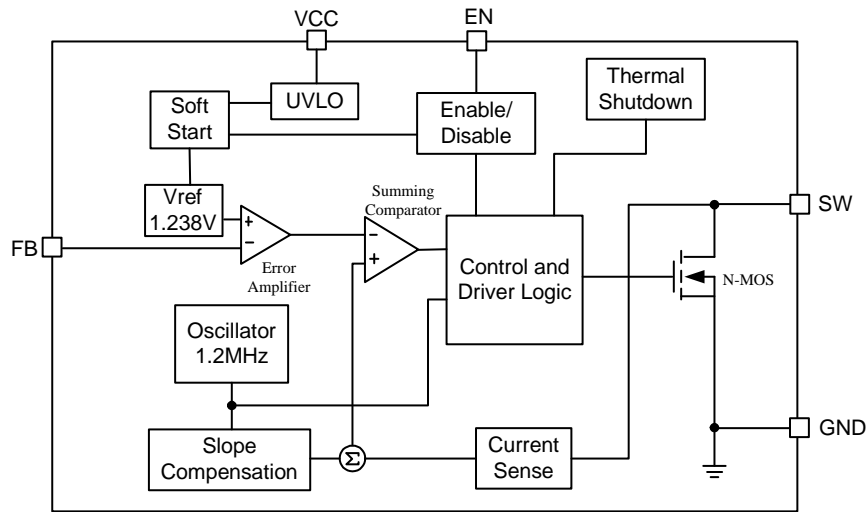 VCC
EN
UVLO
Soft
Start
Enable/
Disable
Thermal
Shutdown
Vref
1.238V
+
−
Summing
Comparator
−
+
SW
FB
Error
Amplifier
Control and
Driver Logic
N-MOS
Oscillator
1.2MHz
Slope
Compensation
Σ
Current
Sense
GND